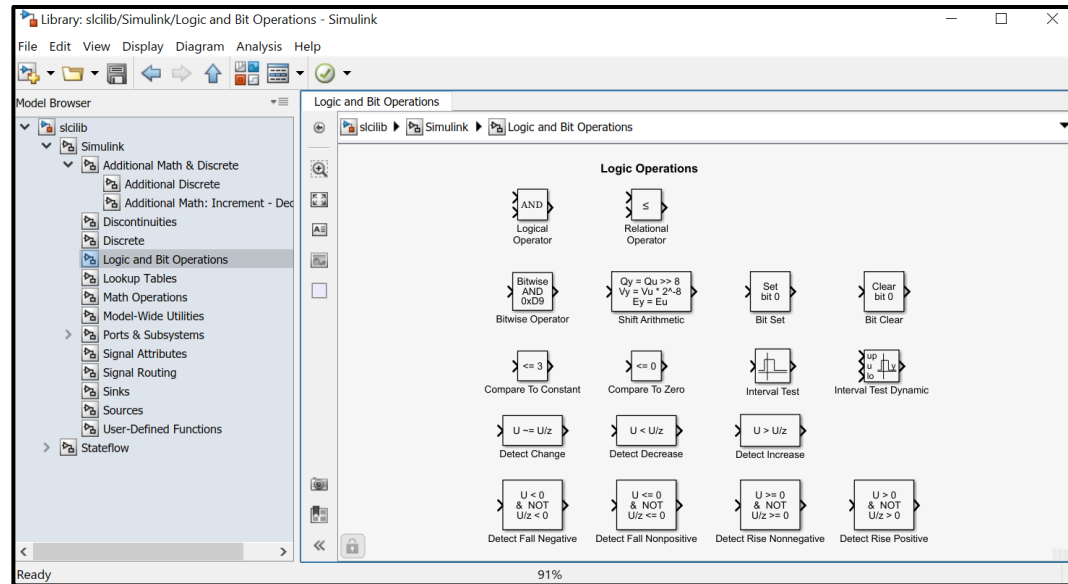 Library: slcilib/Simulink/Logic and Bit Operations - Simulink
File Edit View Display Diagram Analysis Help
Model Browser
slcilib
Simulink
Additional Math & Discrete
Additional Discrete
Additional Math: Increment - Dec
Discontinuities
Discrete
Logic and Bit Operations
Lookup Tables
Math Operations
Model-Wide Utilities
Ports & Subsystems
Signal Attributes
Signal Routing
Sinks
Sources
User-Defined Functions
Stateflow
Logic and Bit Operations
slcilib Simulink Logic and Bit Operations
Logic Operations
AND ≤
Logical Relational
Operator Operator
Bitwise Qy = Qu >> 8 Set Clear
AND Vy = Vu * 2^-8 bit 0 bit 0
0xD9 Ey = Eu
Bitwise Operator Shift Arithmetic Bit Set Bit Clear
<= 3 <= 0 up
u y
lo
Compare To Constant Compare To Zero Interval Test Interval Test Dynamic
U ~= U/z U < U/z U > U/z
Detect Change Detect Decrease Detect Increase
U < 0 U <= 0 U >= 0 U > 0
& NOT & NOT & NOT & NOT
U/z < 0 U/z <= 0 U/z >= 0 U/z > 0
Detect Fall Negative Detect Fall Nonpositive Detect Rise Nonnegative Detect Rise Positive
A
Ready 91%